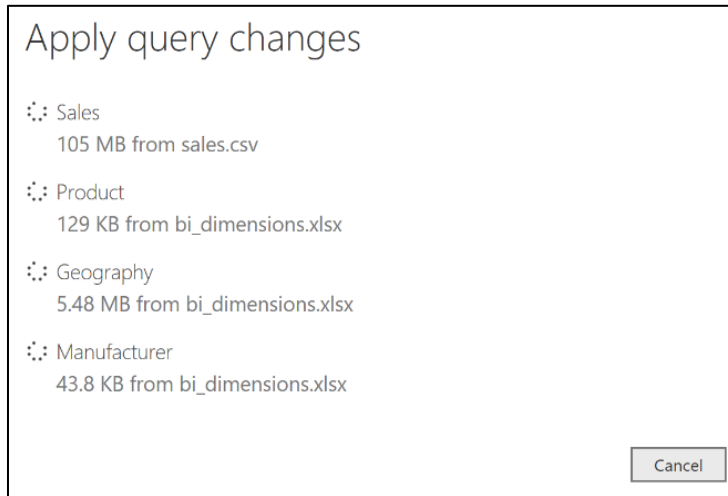 Apply query changes
Sales
105 MB from sales.csv
Product
129 KB from bi_dimensions.xlsx
Geography
5.48 MB from bi_dimensions.xlsx
Manufacturer
43.8 KB from bi_dimensions.xlsx
Cancel